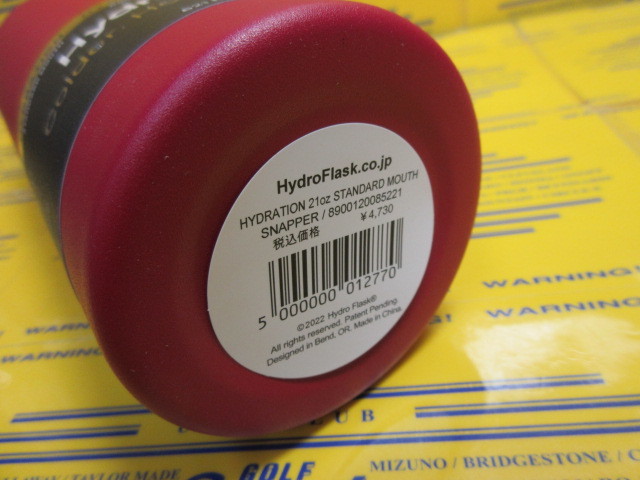 Hyd
Colder
HydroFlask.co.jp
HYDRATION 21oz STANDARD MOUTH
SNAPPER / 8900120085221
税込価格 ¥4,730
5 000000 012770
©2022 Hydro Flask®
All rights reserved. Patent Pending.
Designed in Bend, OR. Made in China.
WARNING!
WARNING!
WARNING!
GOLF
TAYLOR MADE
MIZUNO / BRIDGESTONE / C